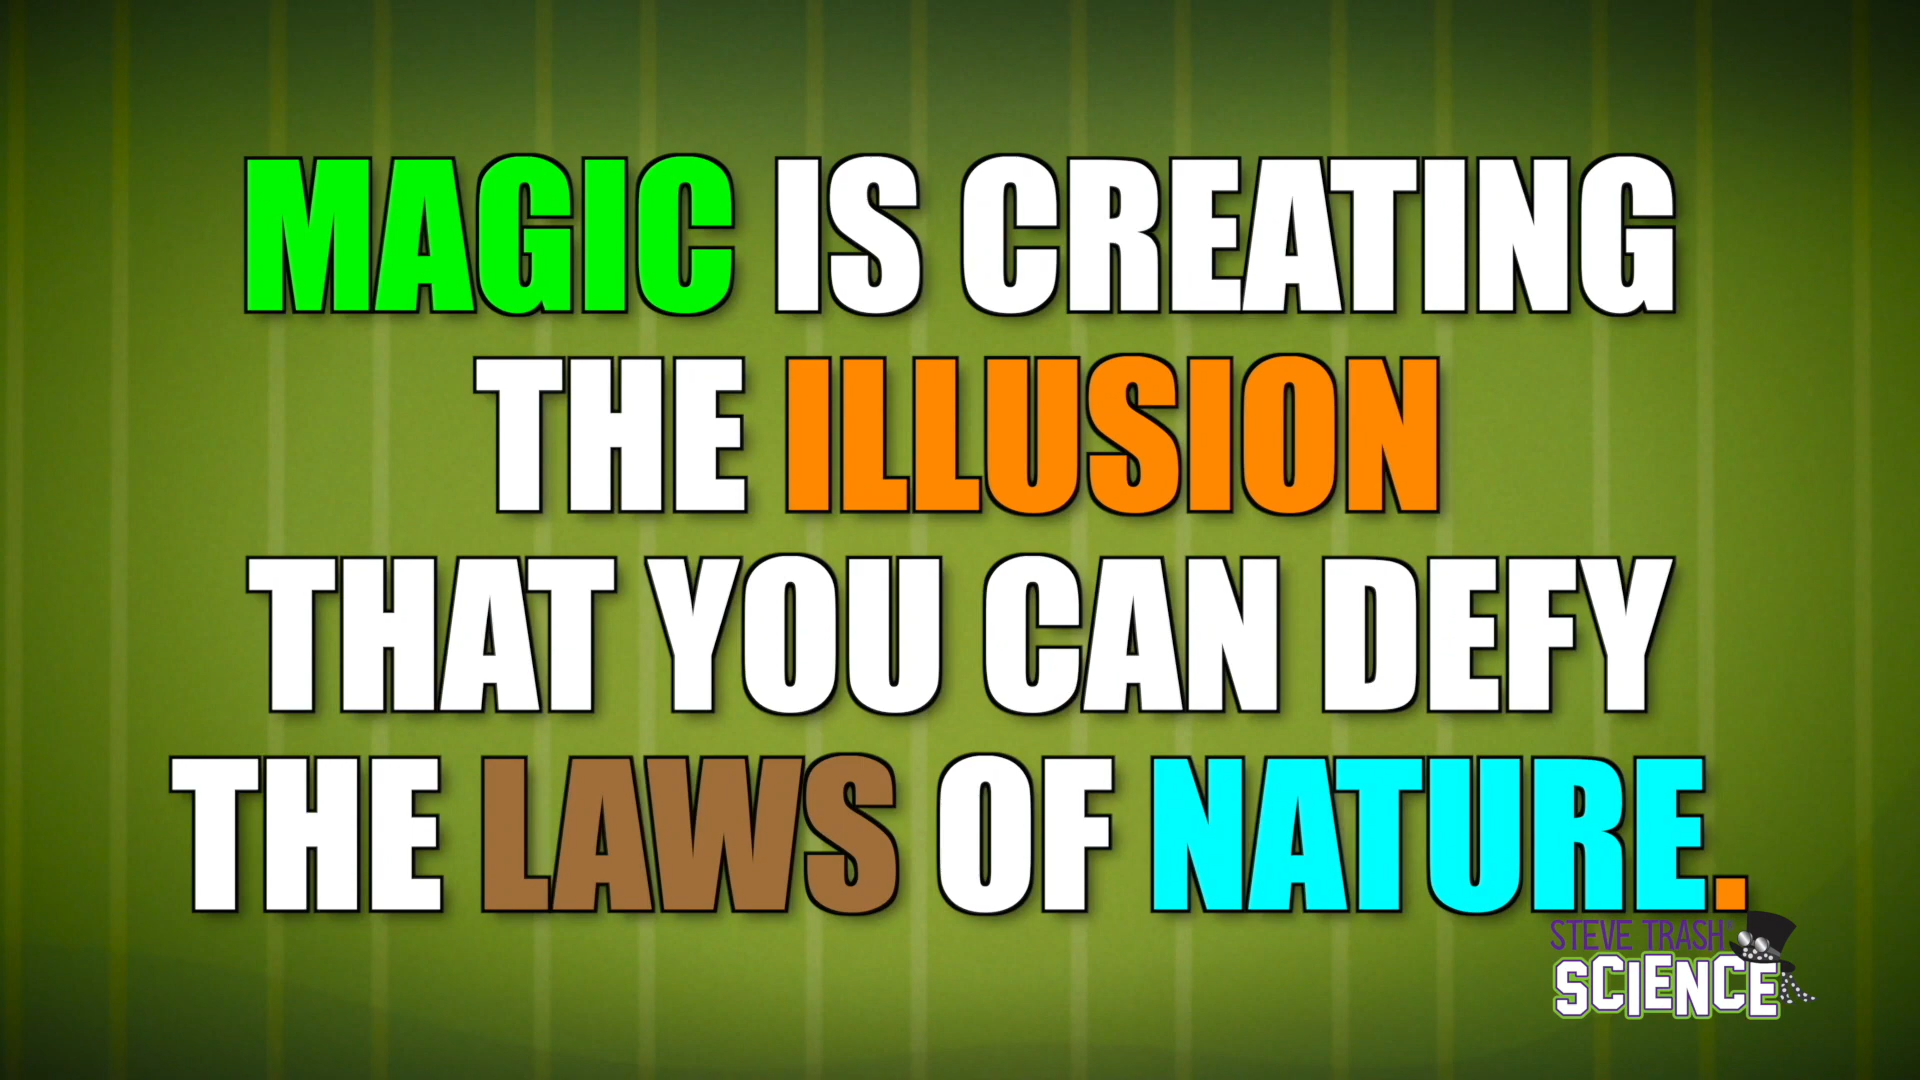 MAGIC IS CREATING
THE ILLUSION
THAT YOU CAN DEFY
THE LAWS OF NATURE.
STEVE TRASH®
SCIENCE